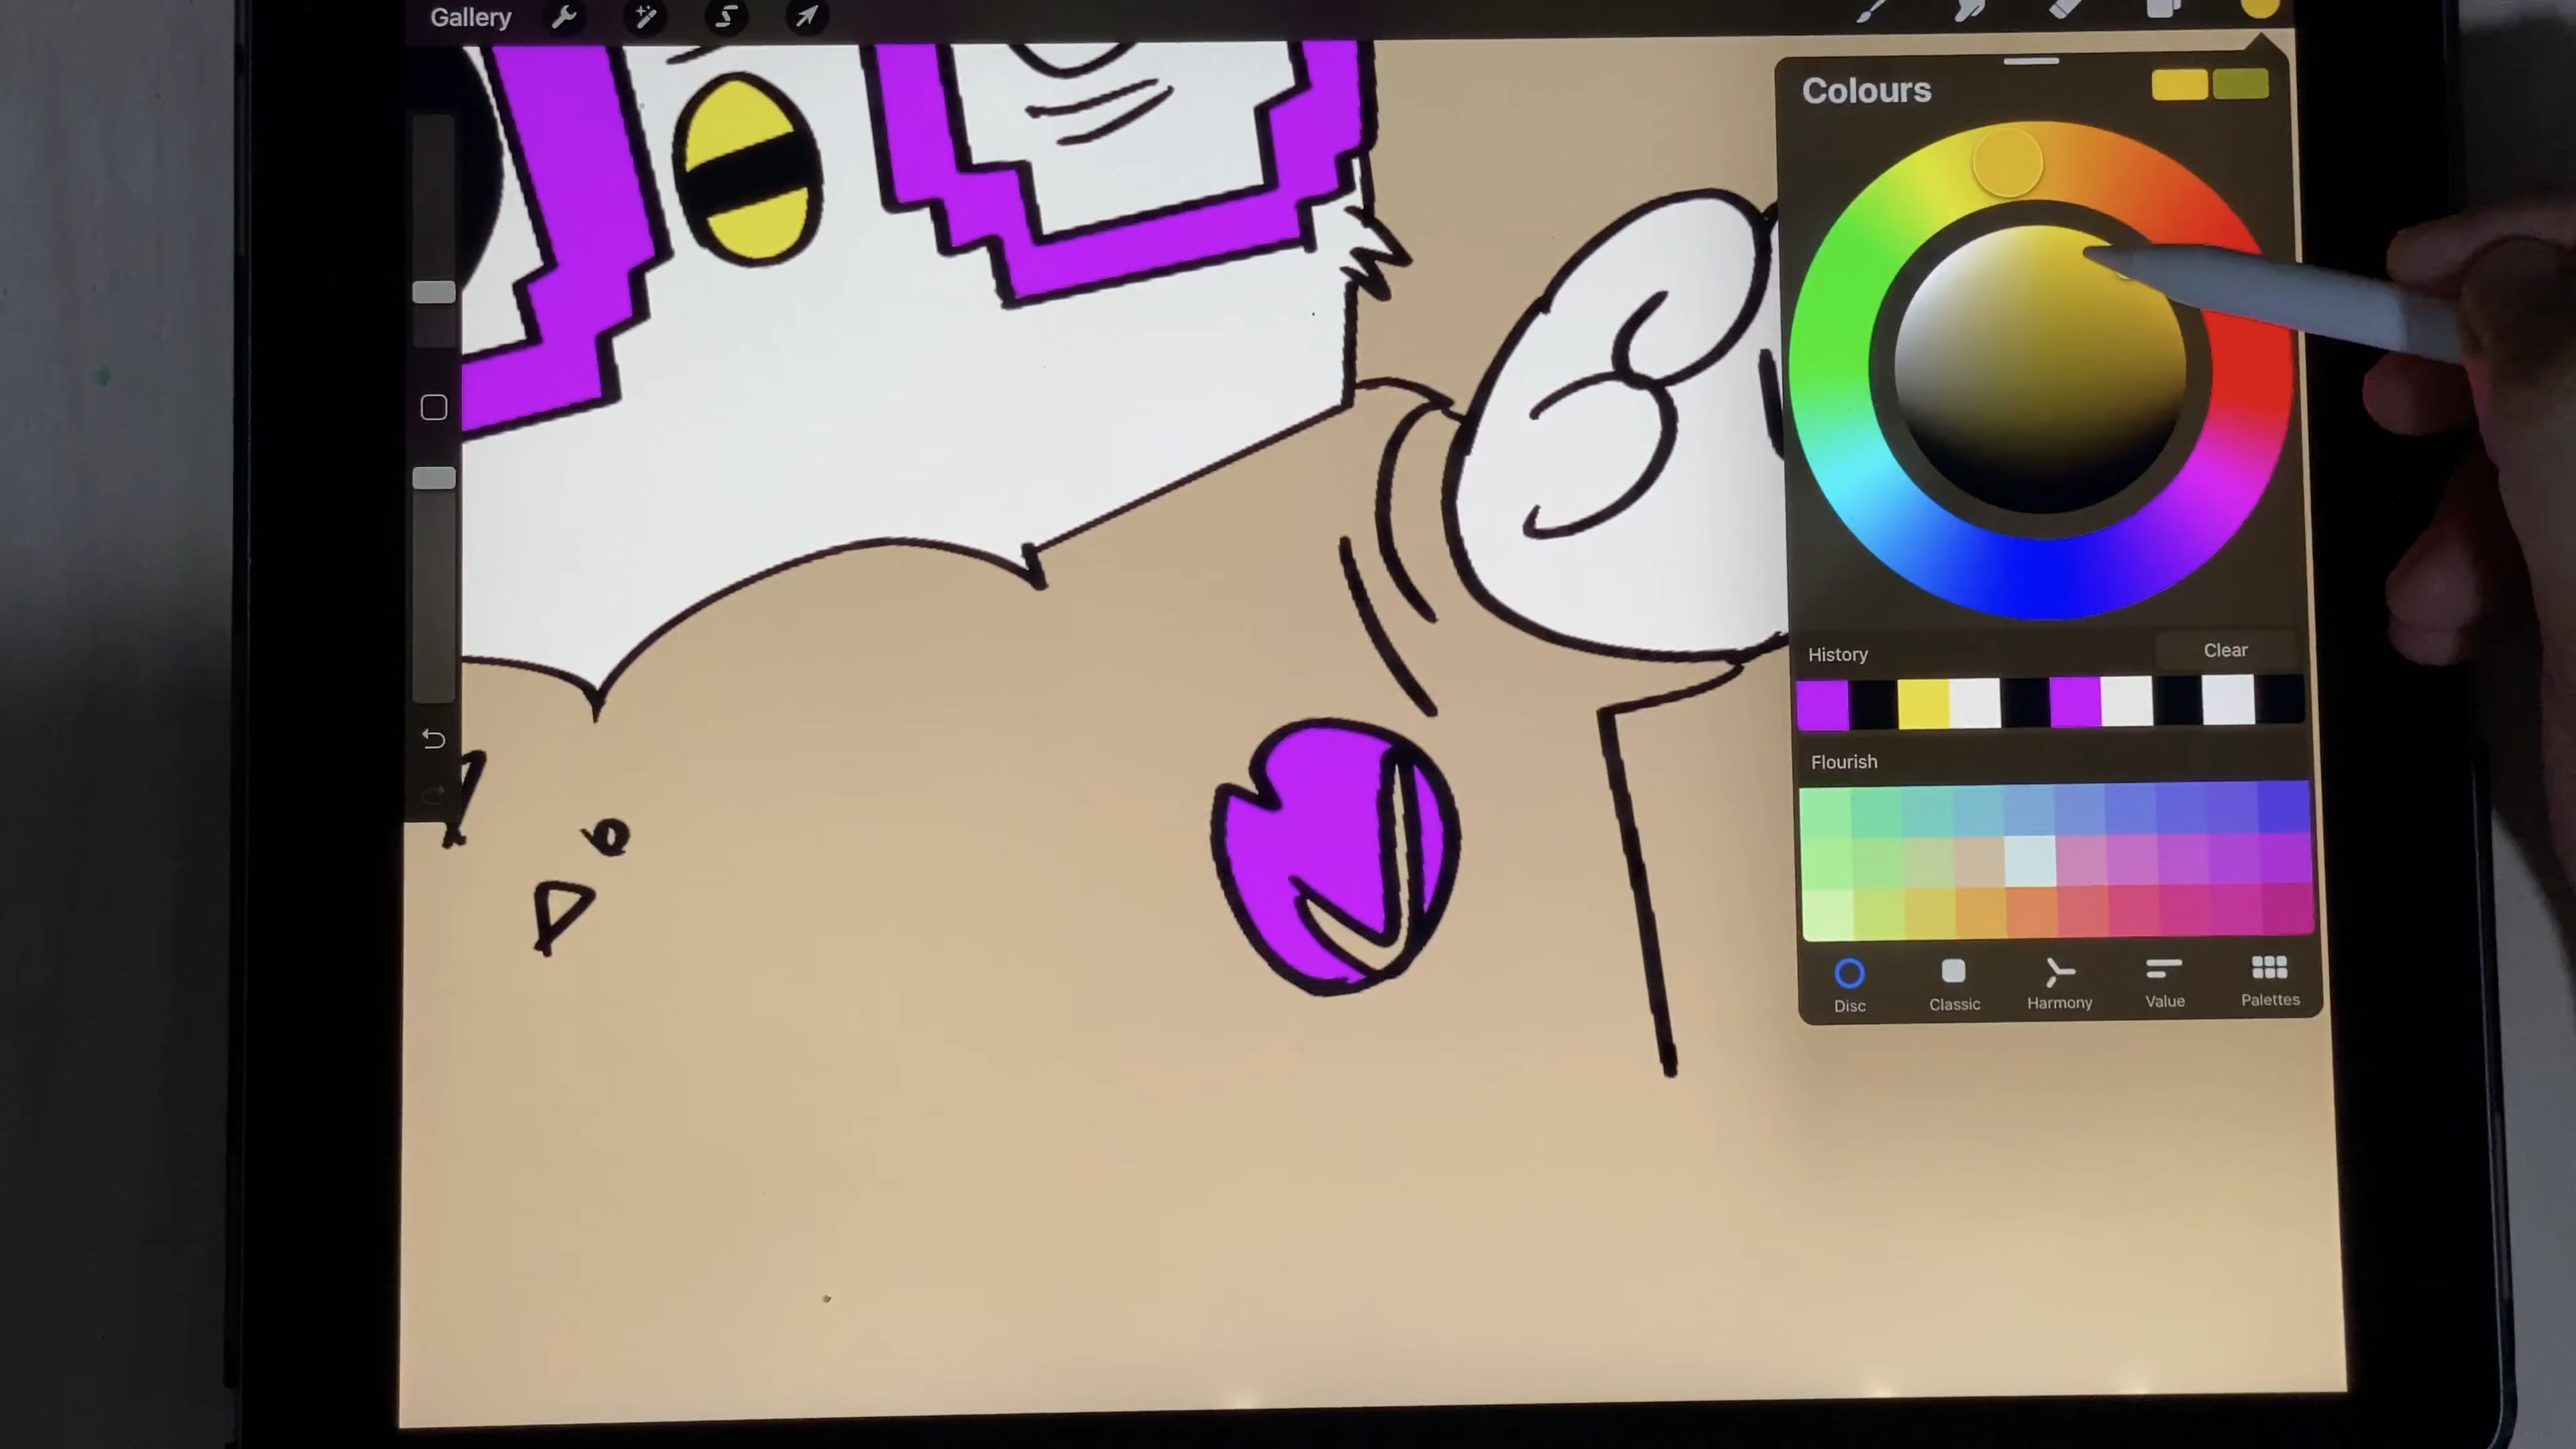 Gallery
Colours
History
Clear
Flourish
Disc
Classic
Harmony
Value
Palettes